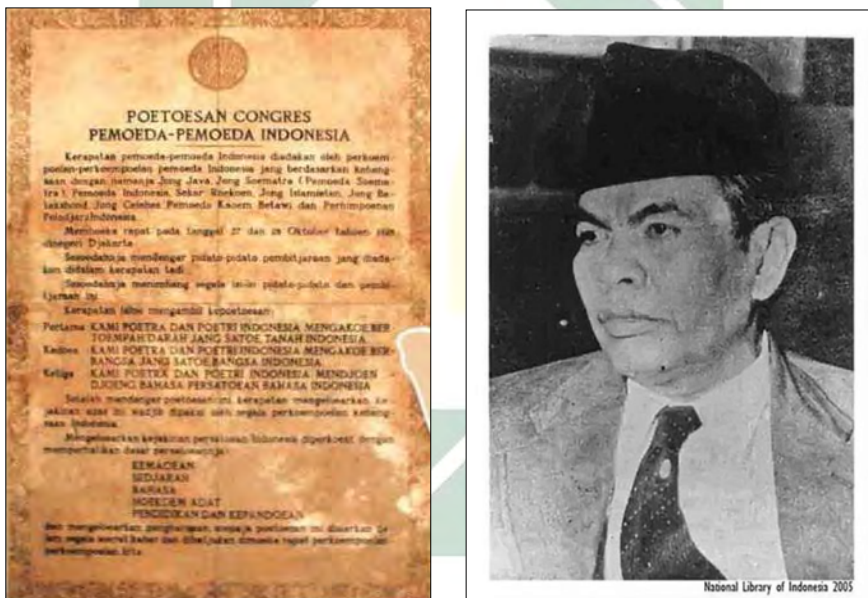 POETOESAN CONGRES
PEMOEDA-PEMOEDA INDONESIA
Kerapatan pemoeda-pemoeda Indonesia diadakan oleh perkoem-
poelan-perkoempoelan pemoeda Indonesia jang berdasarkan kebang-
saan dengan namanja Jong Java, Jong Soematra (Pemoeda Soema-
tra), Pemoeda Indonesia, Sekar Roekoen, Jong Islamieten, Jong Ba-
taksbond, Jong Celebes, Pemoeda Kaoem Betawi dan Perhimpoenan
Peladjar2 Indonesia.
Memboeka rapat pada tanggal 27 dan 28 Oktober tahoen 1928
dinegeri Djakarta
Sesoedahnja mendengar pidato-pidato pembitjaraan jang diada-
kan didalam kerapatan tadi
Sesoedahnja menimbang segala isi-isi pidato-pidato dan pembi-
tjaraan ini
Kerapatan laloe mengambil kepoetoesan:
Pertama KAMI POETRA DAN POETRI INDONESIA MENGAKOE BER
TOEMPAH DARAH JANG SATOE TANAH INDONESIA.
Kedoea KAMI POETRA DAN POETRI INDONESIA MENGAKOE BER
BANGSA JANG SATOE BANGSA INDONESIA.
Ketiga KAMI POETRA DAN POETRI INDONESIA MENDJOEN
DJOENG BAHASA PERSATOEAN BAHASA INDONESIA
Setelah mendengar poetoesan ini kerapatan mengeloearkan ke-
jakinan azas ini wadjib dipakai oleh segala perkoempoelan kebang-
saan Indonesia.
Mengeloearkan kejakinan persatoean Indonesia diperkoeat dengan
memperhatikan dasar persatoeannja:
KEMAOEAN
SEDJARAH
BAHASA
HOEKOEM ADAT
PENDIDIKAN DAN KEPANDOEAN
dan mengeloearkan pengharapan soepaja poetoesan ini disiarkan da-
lam segala soerat kabar dan dibatjakan dimoeka rapat perkoempoelan
perkoempoelan kita.
National Library of Indonesia 2005